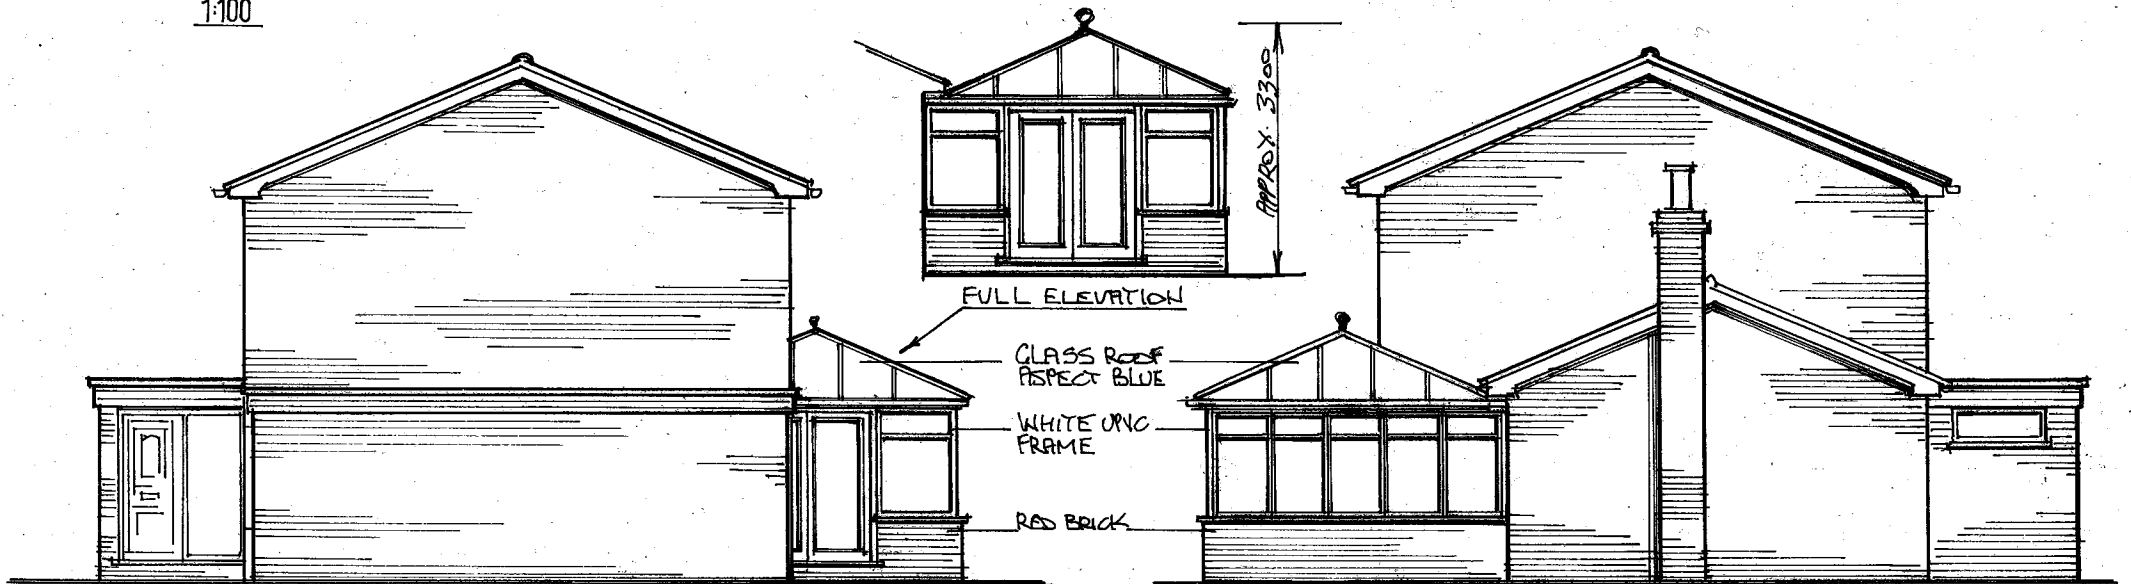 1:100
APPROX. 3300
FULL ELEVATION
GLASS ROOF
ASPECT BLUE
WHITE UPVC
FRAME
RED BRICK